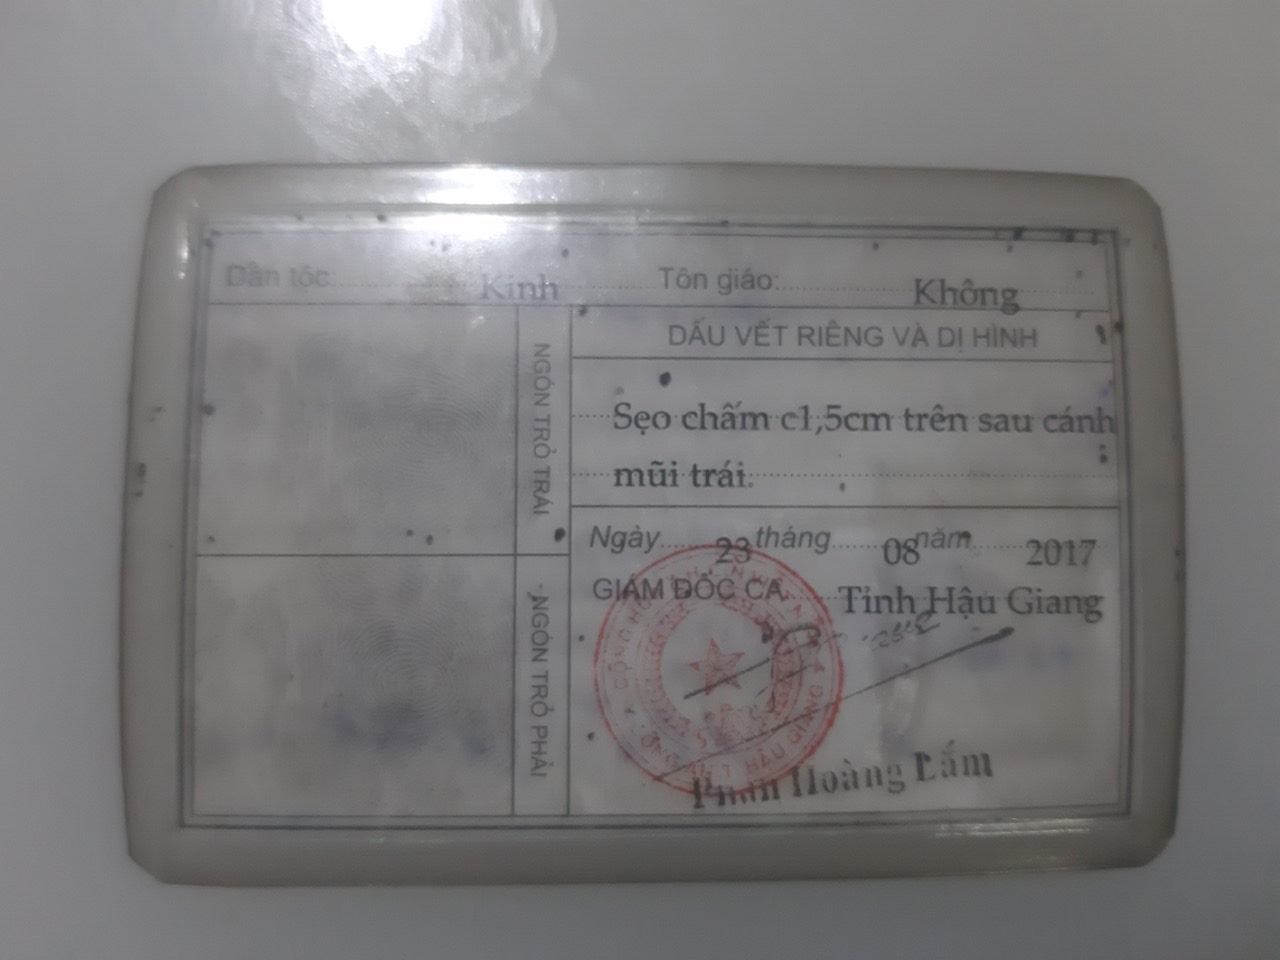 Dân tộc: Kinh Tôn giáo: Không
NGÓN TRỎ TRÁI
DẤU VẾT RIÊNG VÀ DỊ HÌNH
Sẹo chấm c1,5cm trên sau cánh
mũi trái.
NGÓN TRỎ PHẢI
Ngày 23 tháng 08 năm 2017
GIÁM ĐỐC CA Tỉnh Hậu Giang
Phan Hoàng Lắm